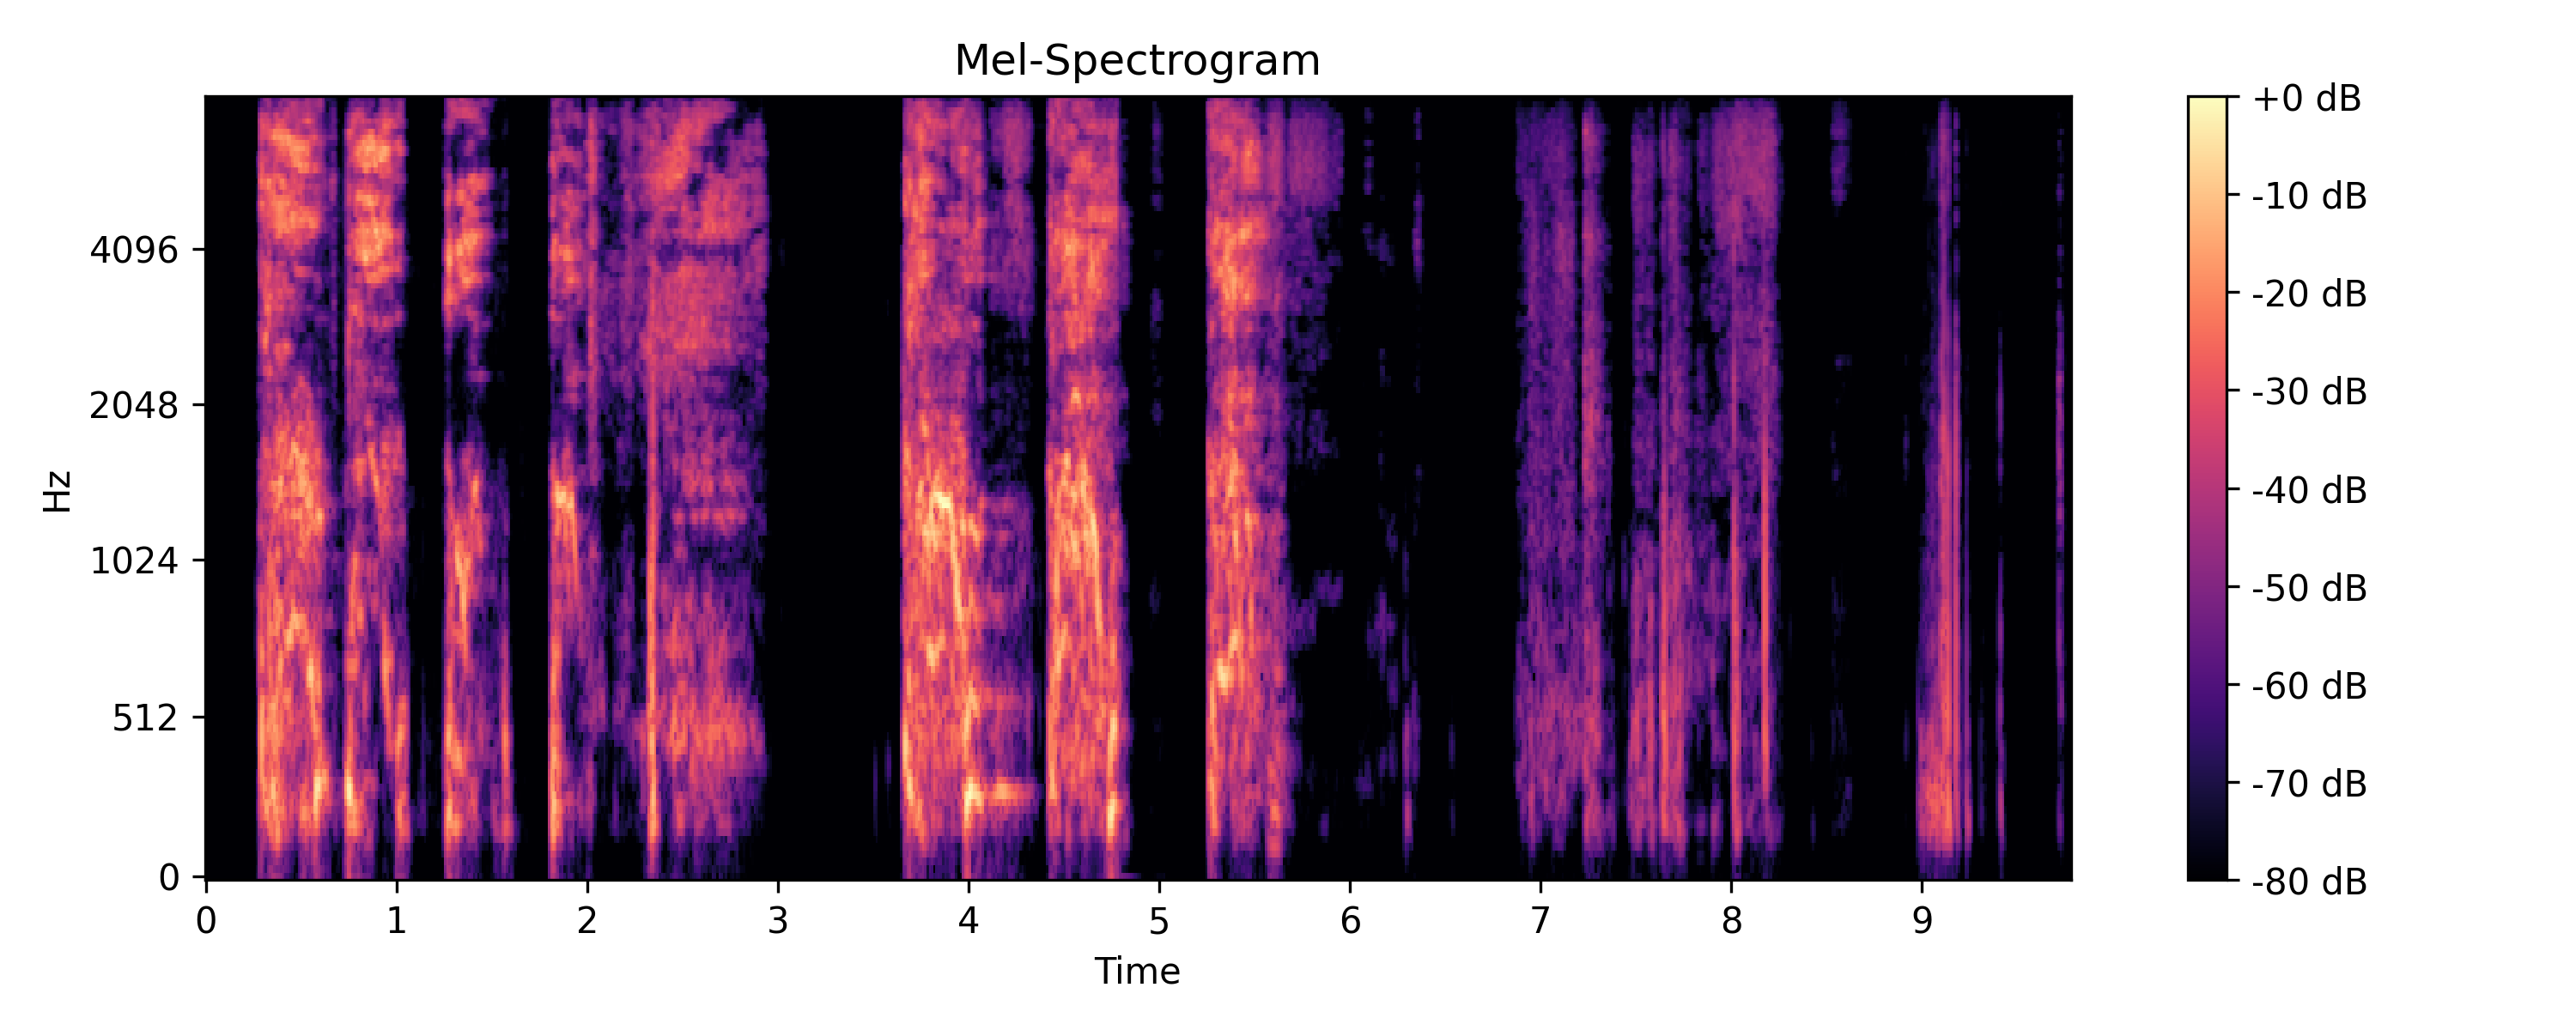 Mel-Spectrogram
+0 dB
-10 dB
-20 dB
-30 dB
-40 dB
-50 dB
-60 dB
-70 dB
-80 dB
4096
2048
1024
512
0
Hz
0 1 2 3 4 5 6 7 8 9
Time